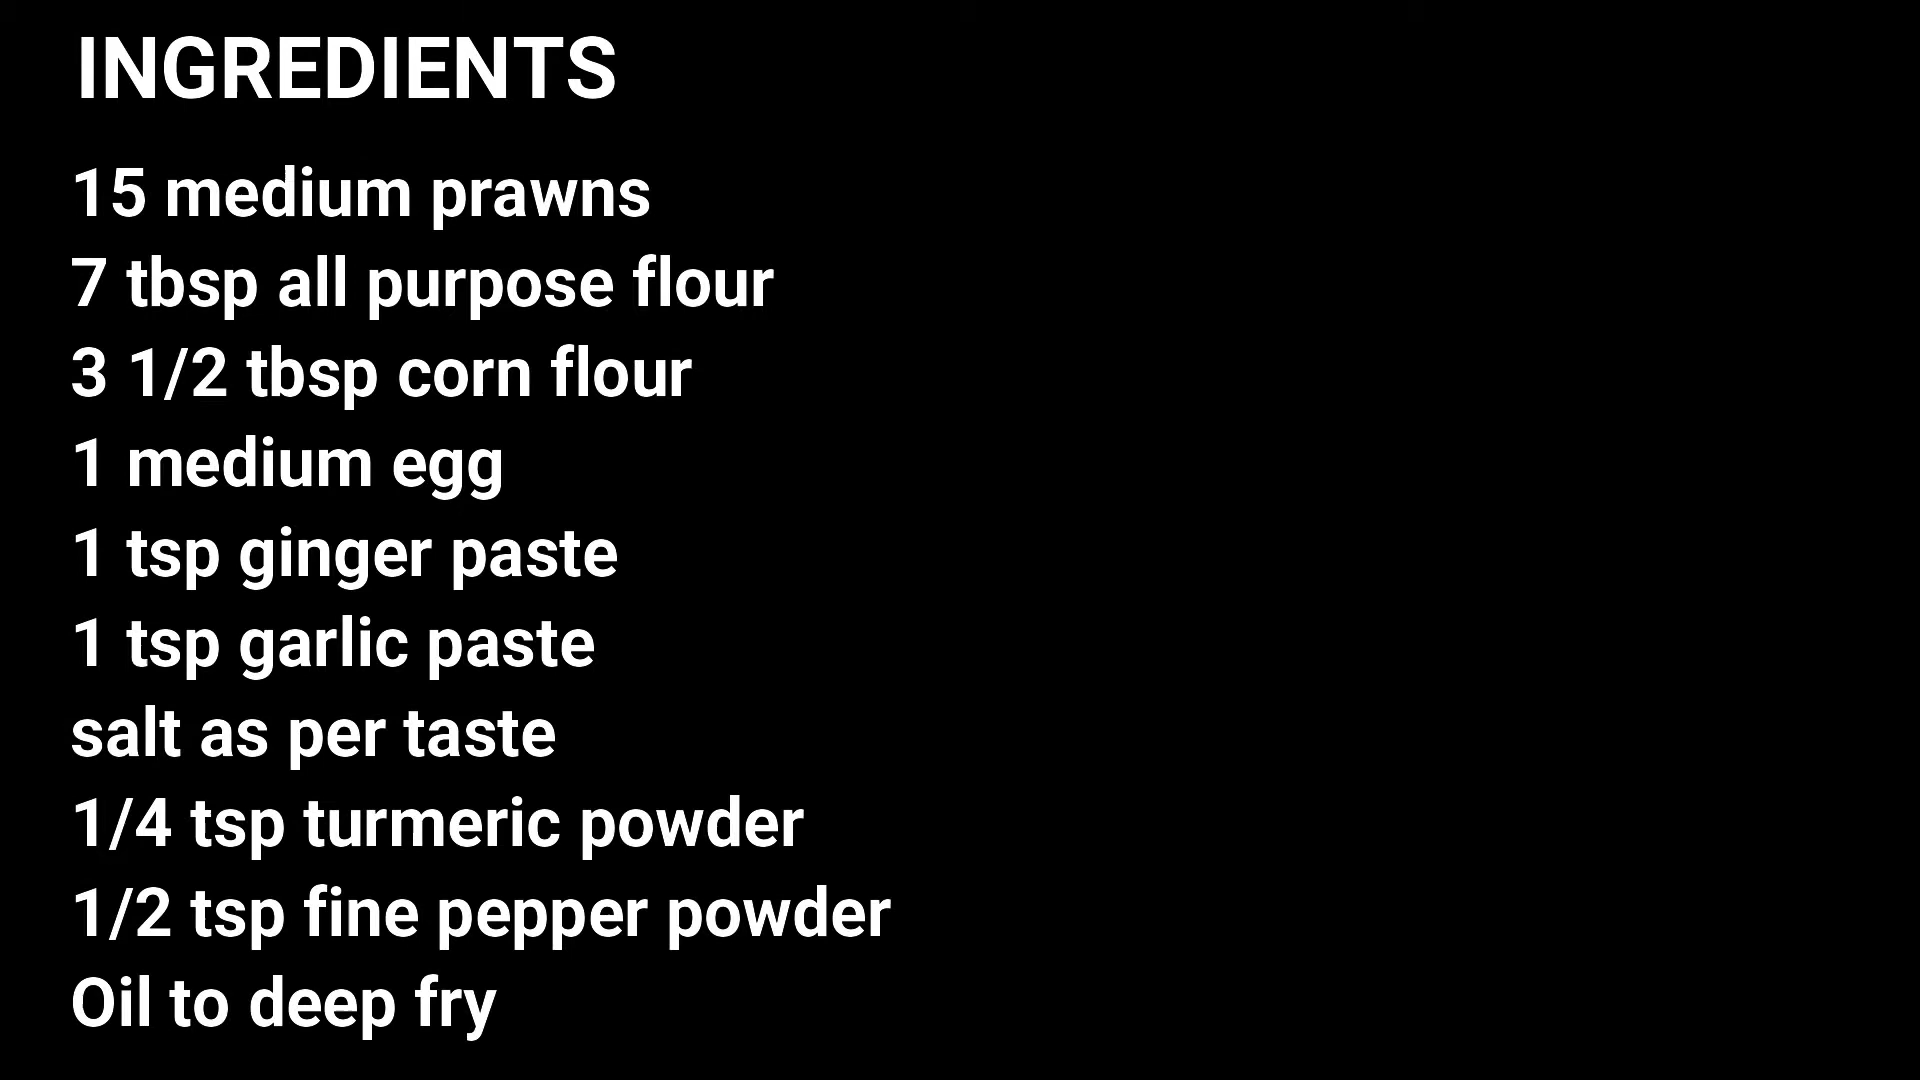 INGREDIENTS
15 medium prawns
7 tbsp all purpose flour
3 1/2 tbsp corn flour
1 medium egg
1 tsp ginger paste
1 tsp garlic paste
salt as per taste
1/4 tsp turmeric powder
1/2 tsp fine pepper powder
Oil to deep fry